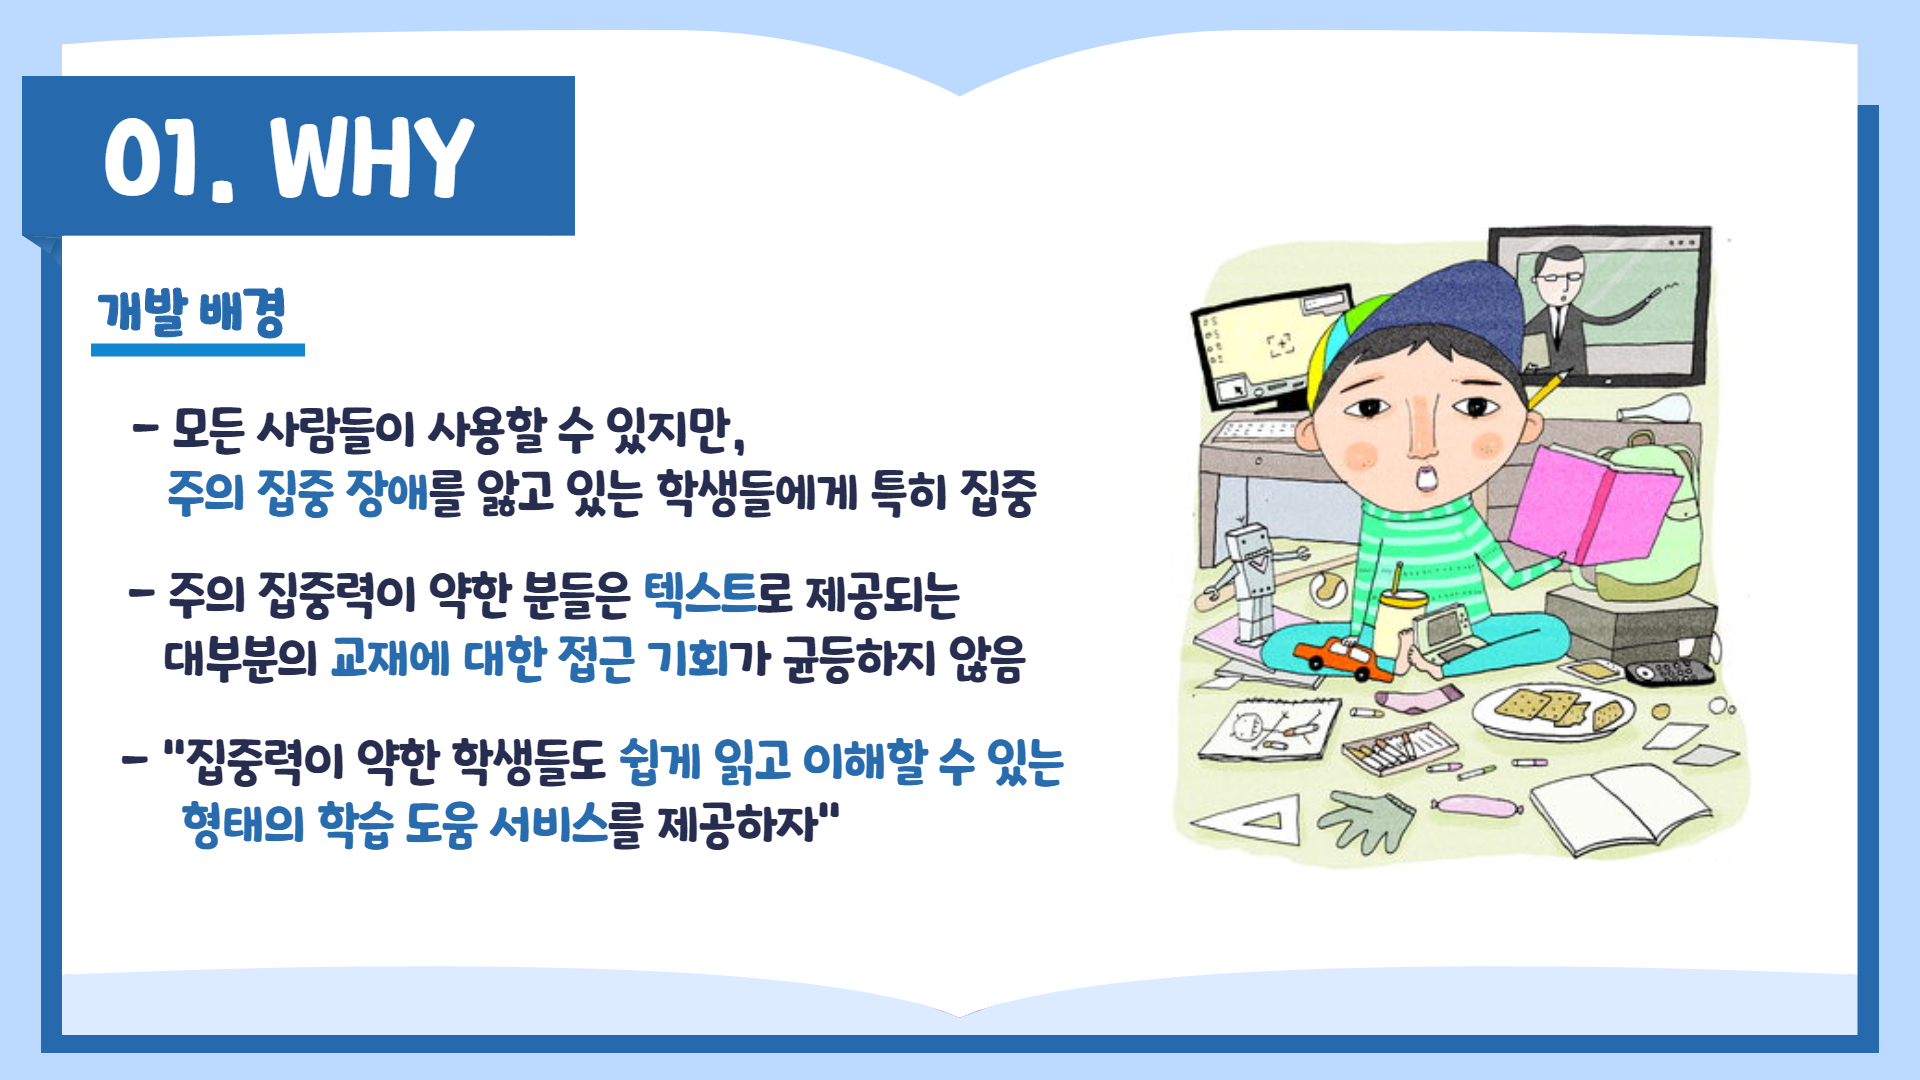 01. WHY
개발 배경
- 모든 사람들이 사용할 수 있지만,
주의 집중 장애를 앓고 있는 학생들에게 특히 집중
- 주의 집중력이 약한 분들은 텍스트로 제공되는
대부분의 교재에 대한 접근 기회가 균등하지 않음
- "집중력이 약한 학생들도 쉽게 읽고 이해할 수 있는
형태의 학습 도움 서비스를 제공하자"